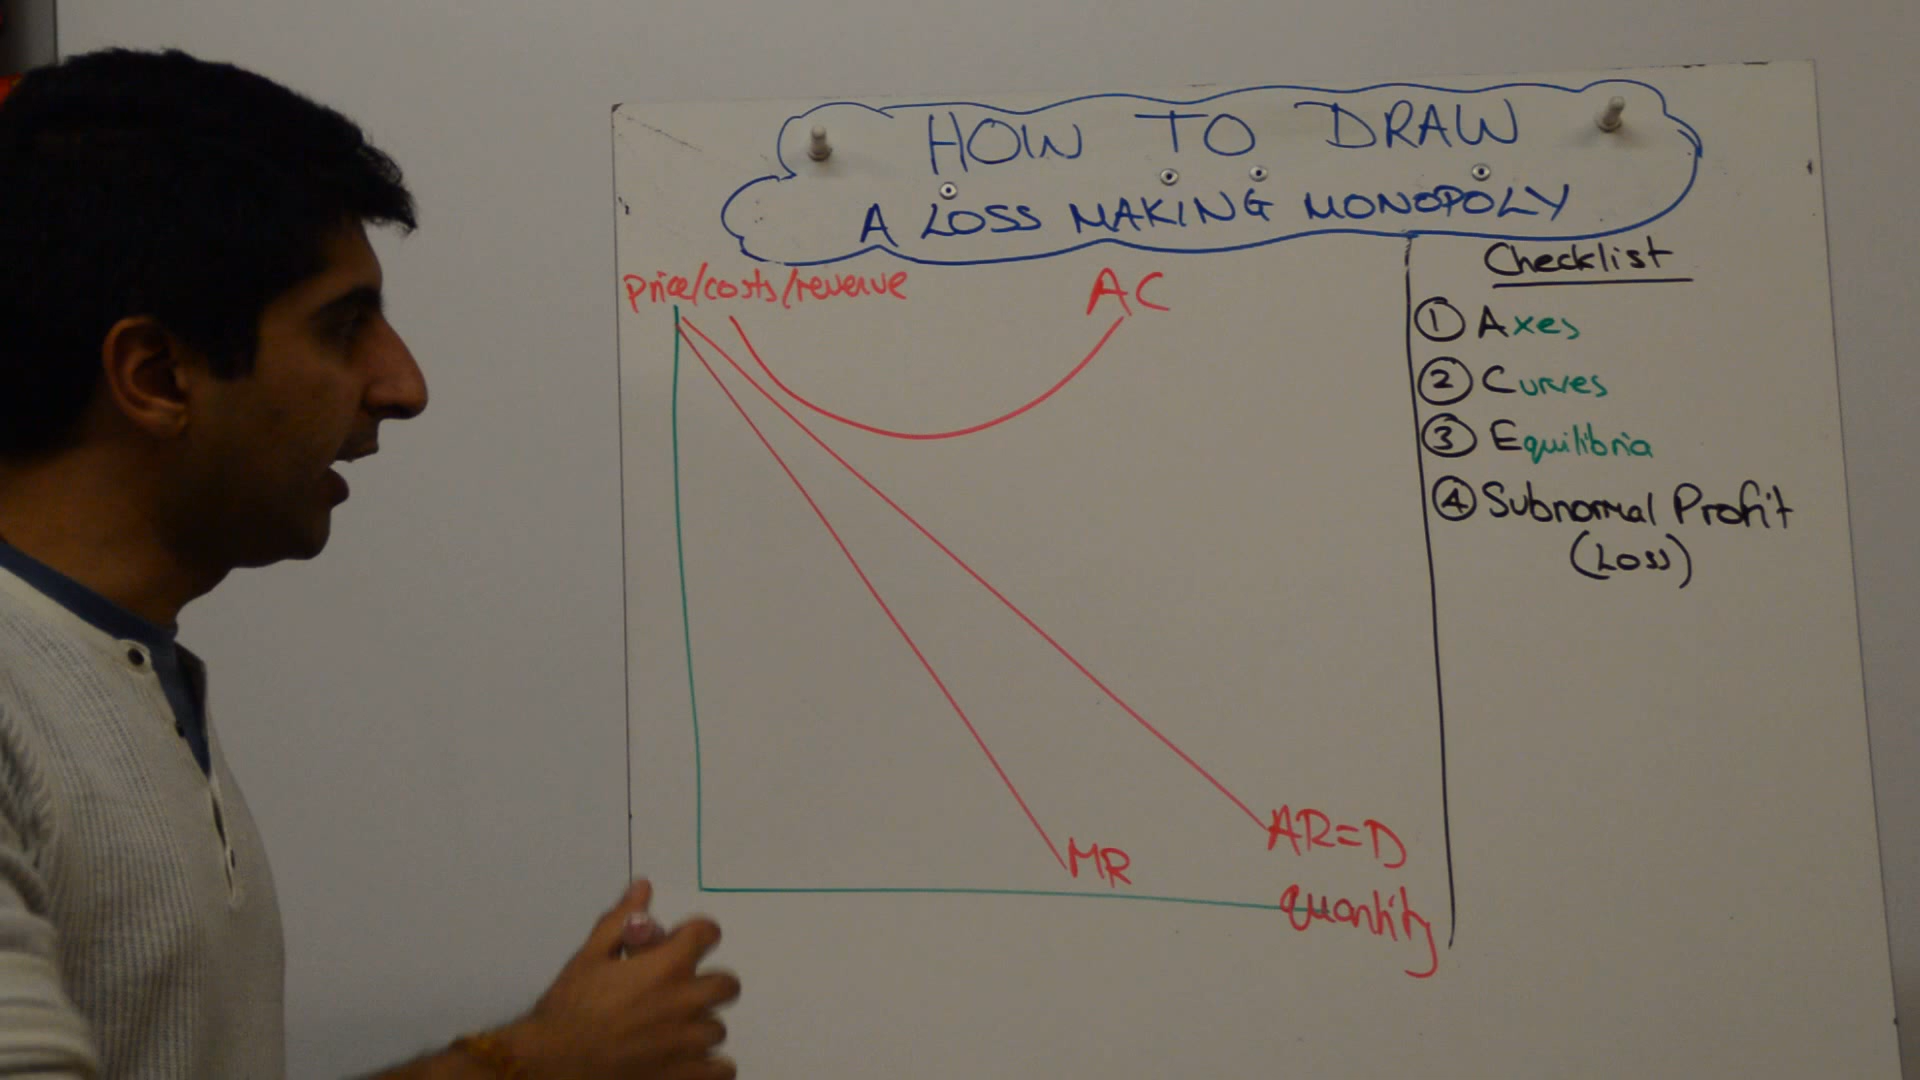 HOW TO DRAW
A LOSS MAKING MONOPOLY
Price/costs/revenue
AC
MR
AR=D
Quantity
Checklist
① Axes
② Curves
③ Equilibria
④ Subnormal Profit
(Loss)